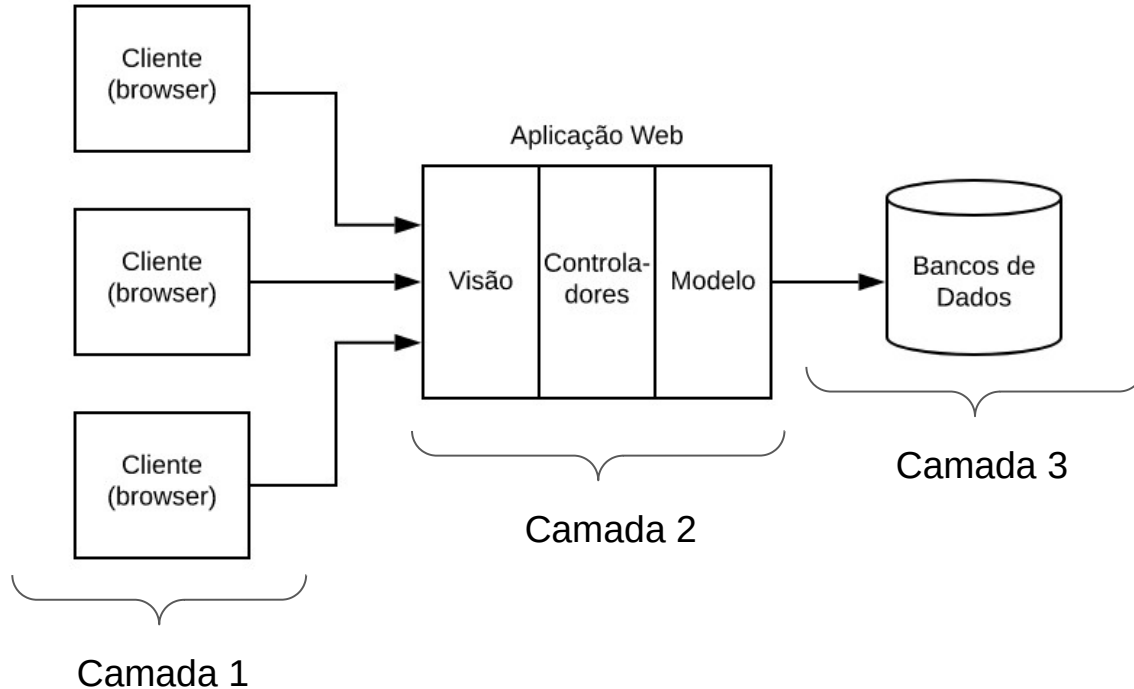 Cliente
(browser)
Aplicação Web
Cliente
(browser)
Visão
Controla-
dores
Modelo
Bancos de
Dados
Cliente
(browser)
Camada 3
Camada 2
Camada 1